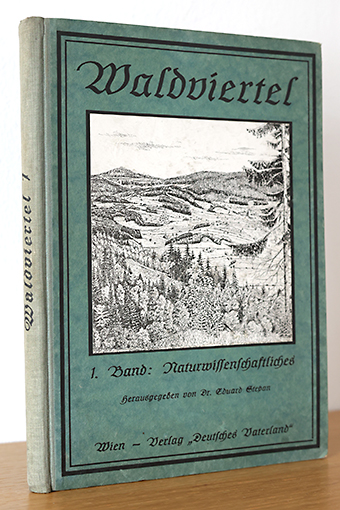 Waldviertel
1. Band: Naturwissenschaftliches
Herausgegeben von Dr. Eduard Stepan
Wien – Verlag „Deutsches Vaterland“
Waldviertel 1